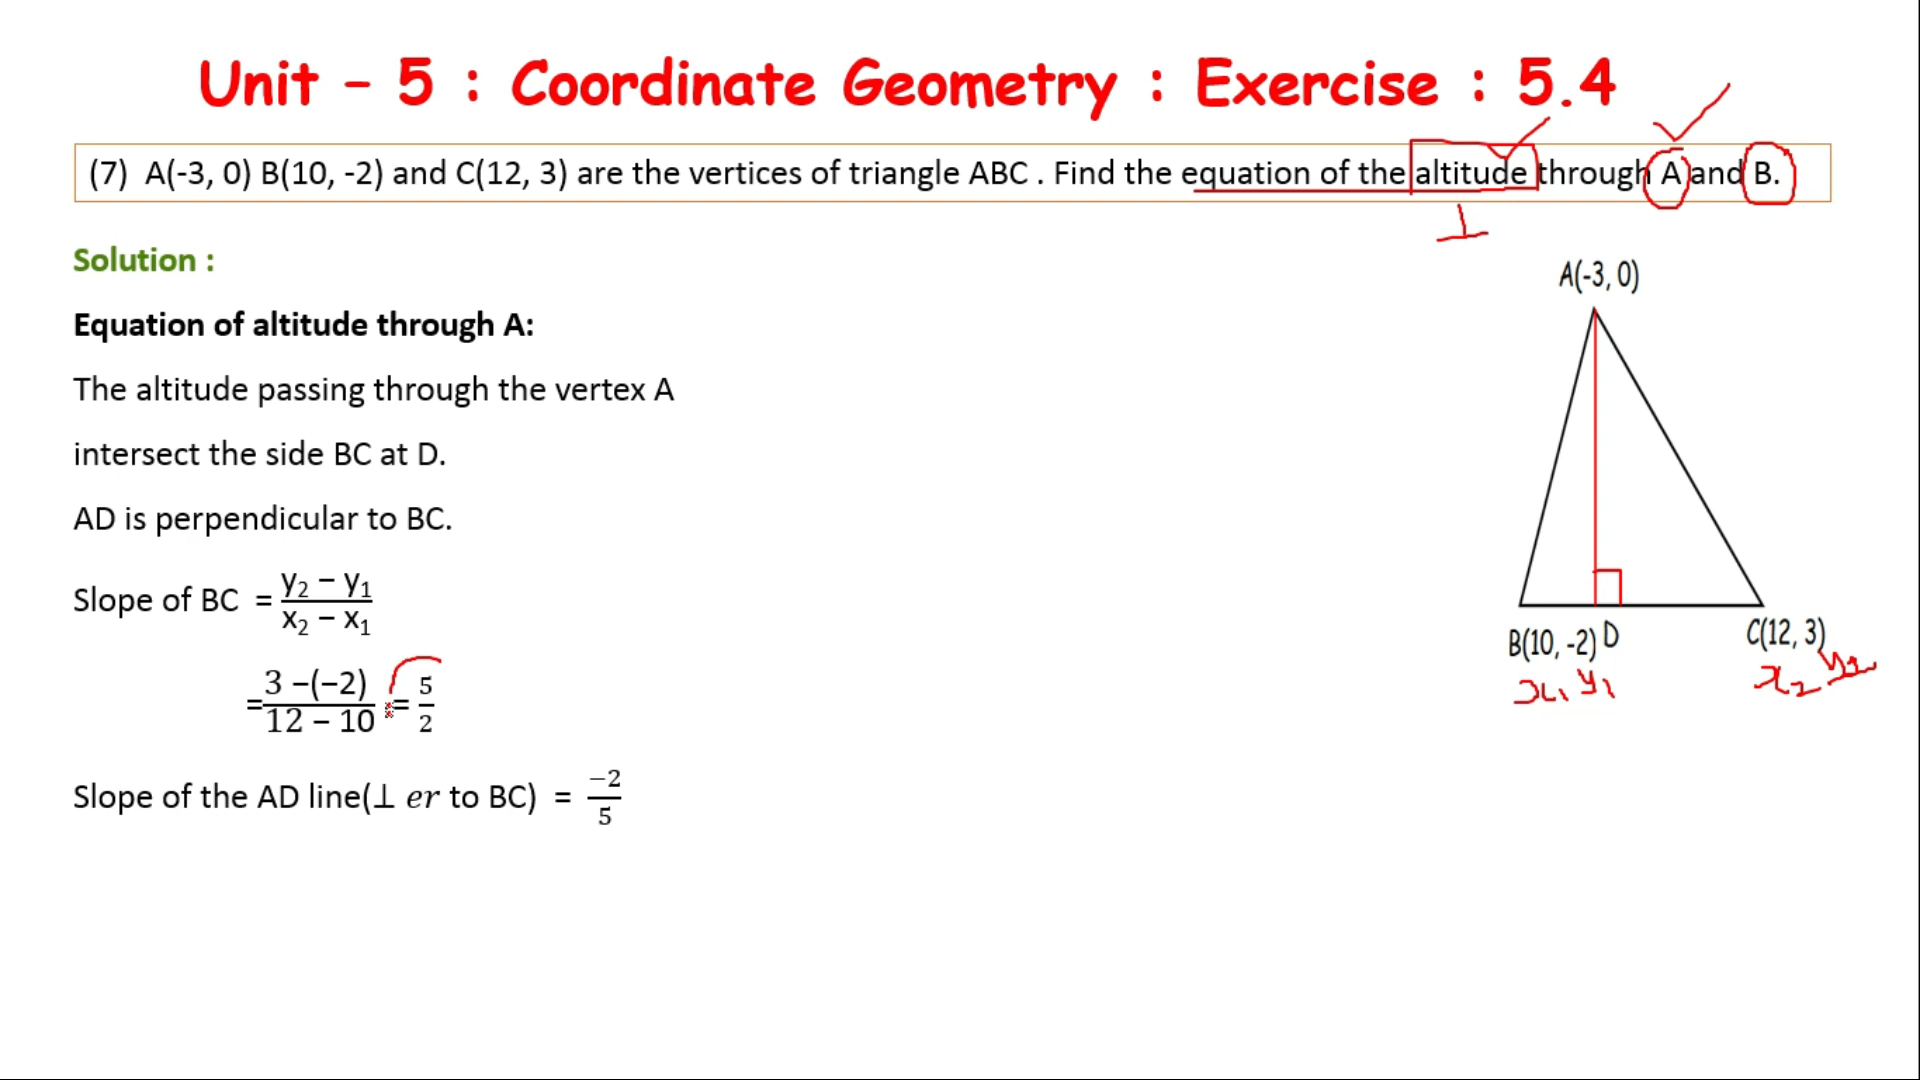 Unit - 5 : Coordinate Geometry : Exercise : 5.4
(7) A(-3, 0) B(10, -2) and C(12, 3) are the vertices of triangle ABC . Find the equation of the altitude through A and B.
⊥
Solution :
Equation of altitude through A:
The altitude passing through the vertex A
intersect the side BC at D.
AD is perpendicular to BC.
Slope of BC = y₂ − y₁ / x₂ − x₁
= 3 −(−2) / 12 − 10 = 5 / 2
Slope of the AD line(⊥ er to BC) = −2 / 5
A(-3, 0)
B(10, -2) D C(12, 3)
x₁ y₁ x₂ y₂